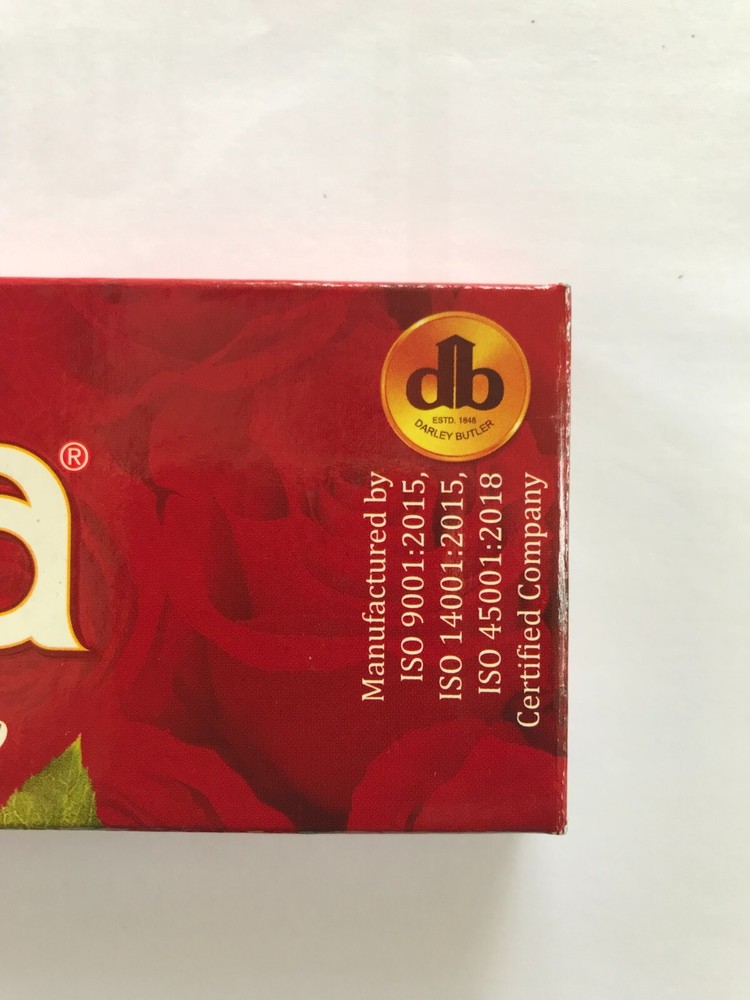 a®
db
ESTD. 1848
DARLEY BUTLER
Manufactured by
ISO 9001:2015,
ISO 14001:2015,
ISO 45001:2018
Certified Company